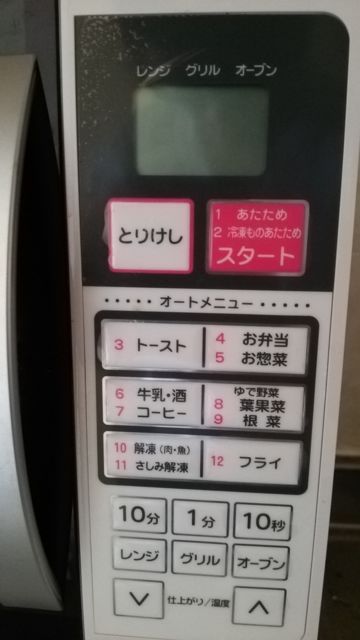 レンジ グリル オーブン
とりけし
1 あたため
2 冷凍ものあたため
スタート
オートメニュー
3 トースト
4 お弁当
5 お惣菜
6 牛乳・酒
7 コーヒー
ゆで野菜
8 葉果菜
9 根菜
10 解凍(肉・魚)
11 さしみ解凍
12 フライ
10分 1分 10秒
レンジ グリル オーブン
仕上がり/温度